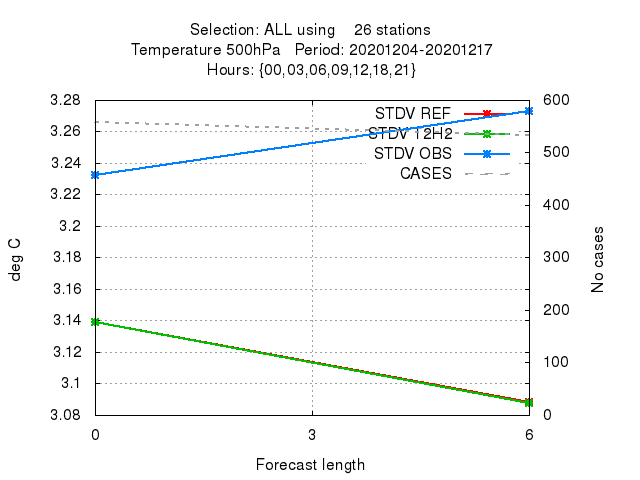 Selection: ALL using    26 stations
Temperature 500hPa   Period: 20201204-20201217
Hours: {00,03,06,09,12,18,21}
3.28
3.26
3.24
3.22
3.2
3.18
3.16
3.14
3.12
3.1
3.08
deg C
STDV REF
STDV 12H2
STDV OBS
CASES
600
500
400
300
200
100
0
No cases
0 3 6
Forecast length